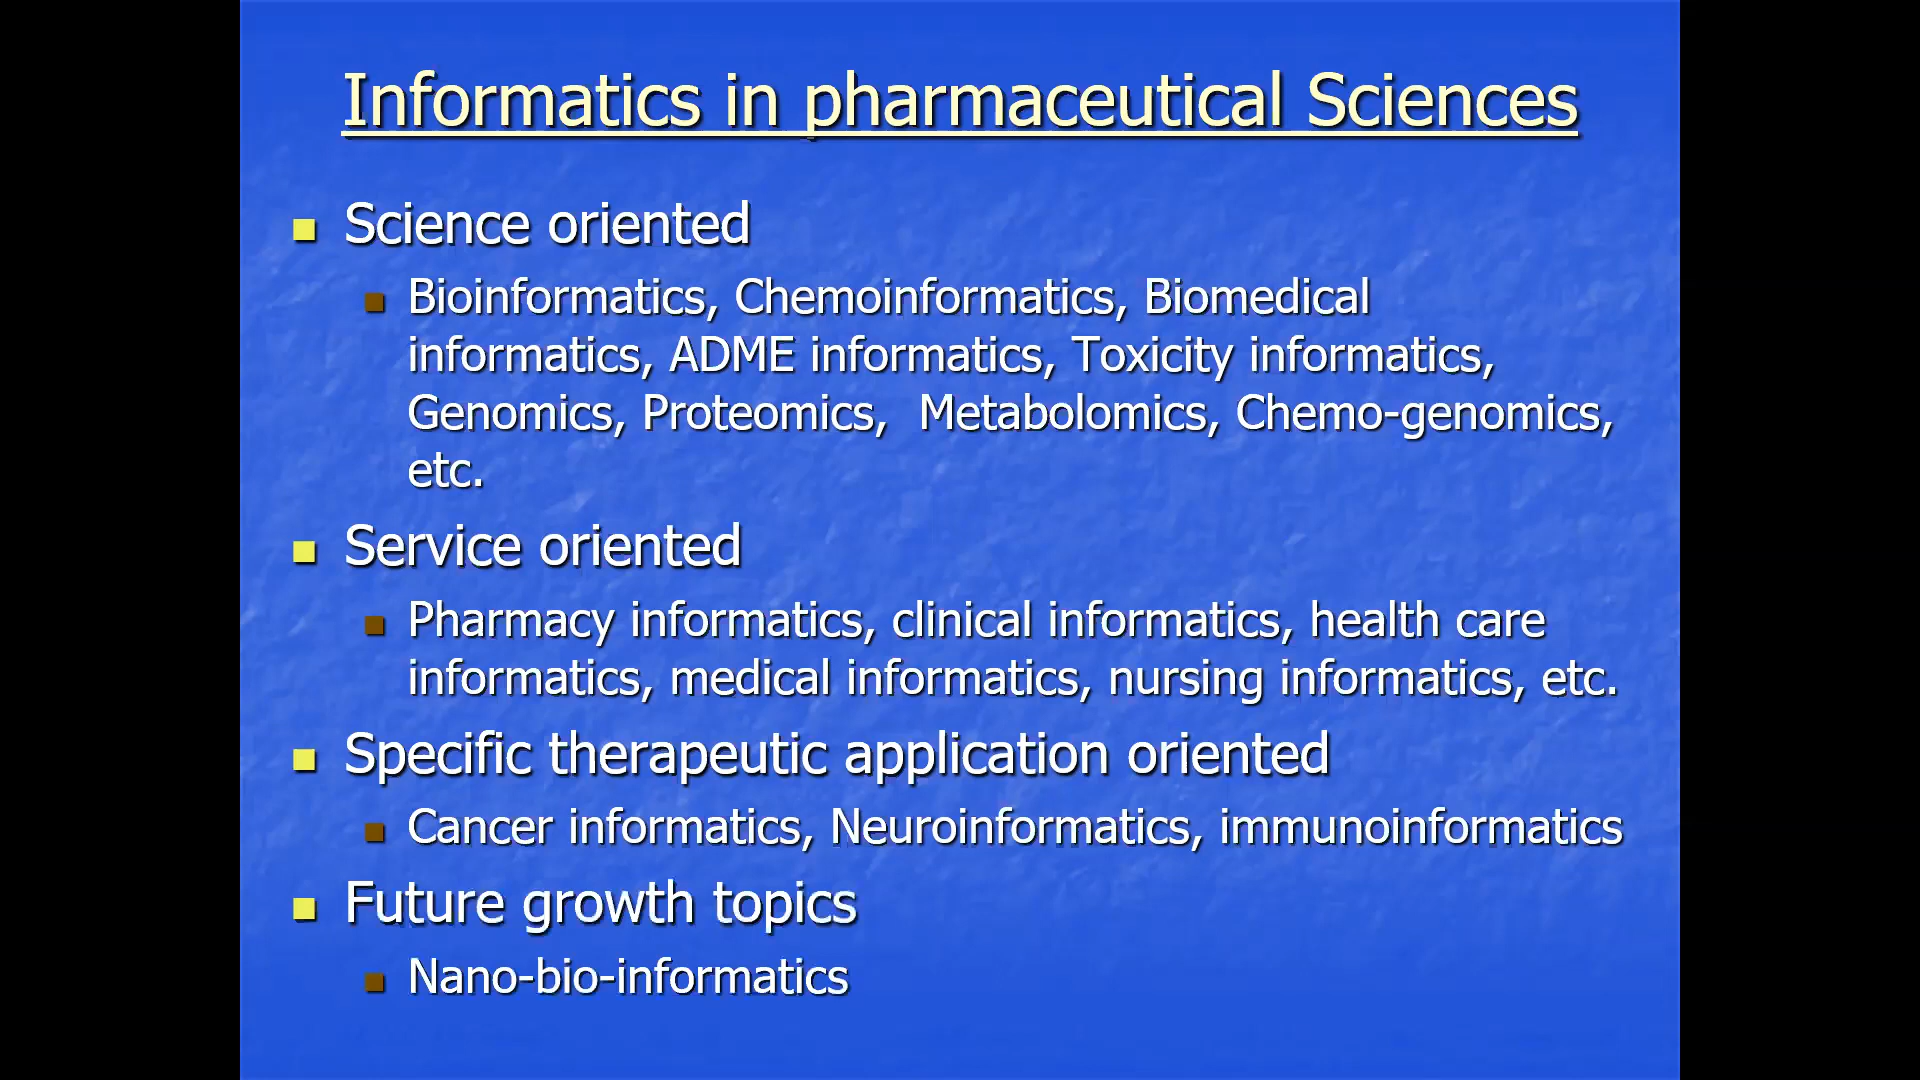 Informatics in pharmaceutical Sciences
Science oriented
Bioinformatics, Chemoinformatics, Biomedical
informatics, ADME informatics, Toxicity informatics,
Genomics, Proteomics,  Metabolomics, Chemo-genomics,
etc.
Service oriented
Pharmacy informatics, clinical informatics, health care
informatics, medical informatics, nursing informatics, etc.
Specific therapeutic application oriented
Cancer informatics, Neuroinformatics, immunoinformatics
Future growth topics
Nano-bio-informatics